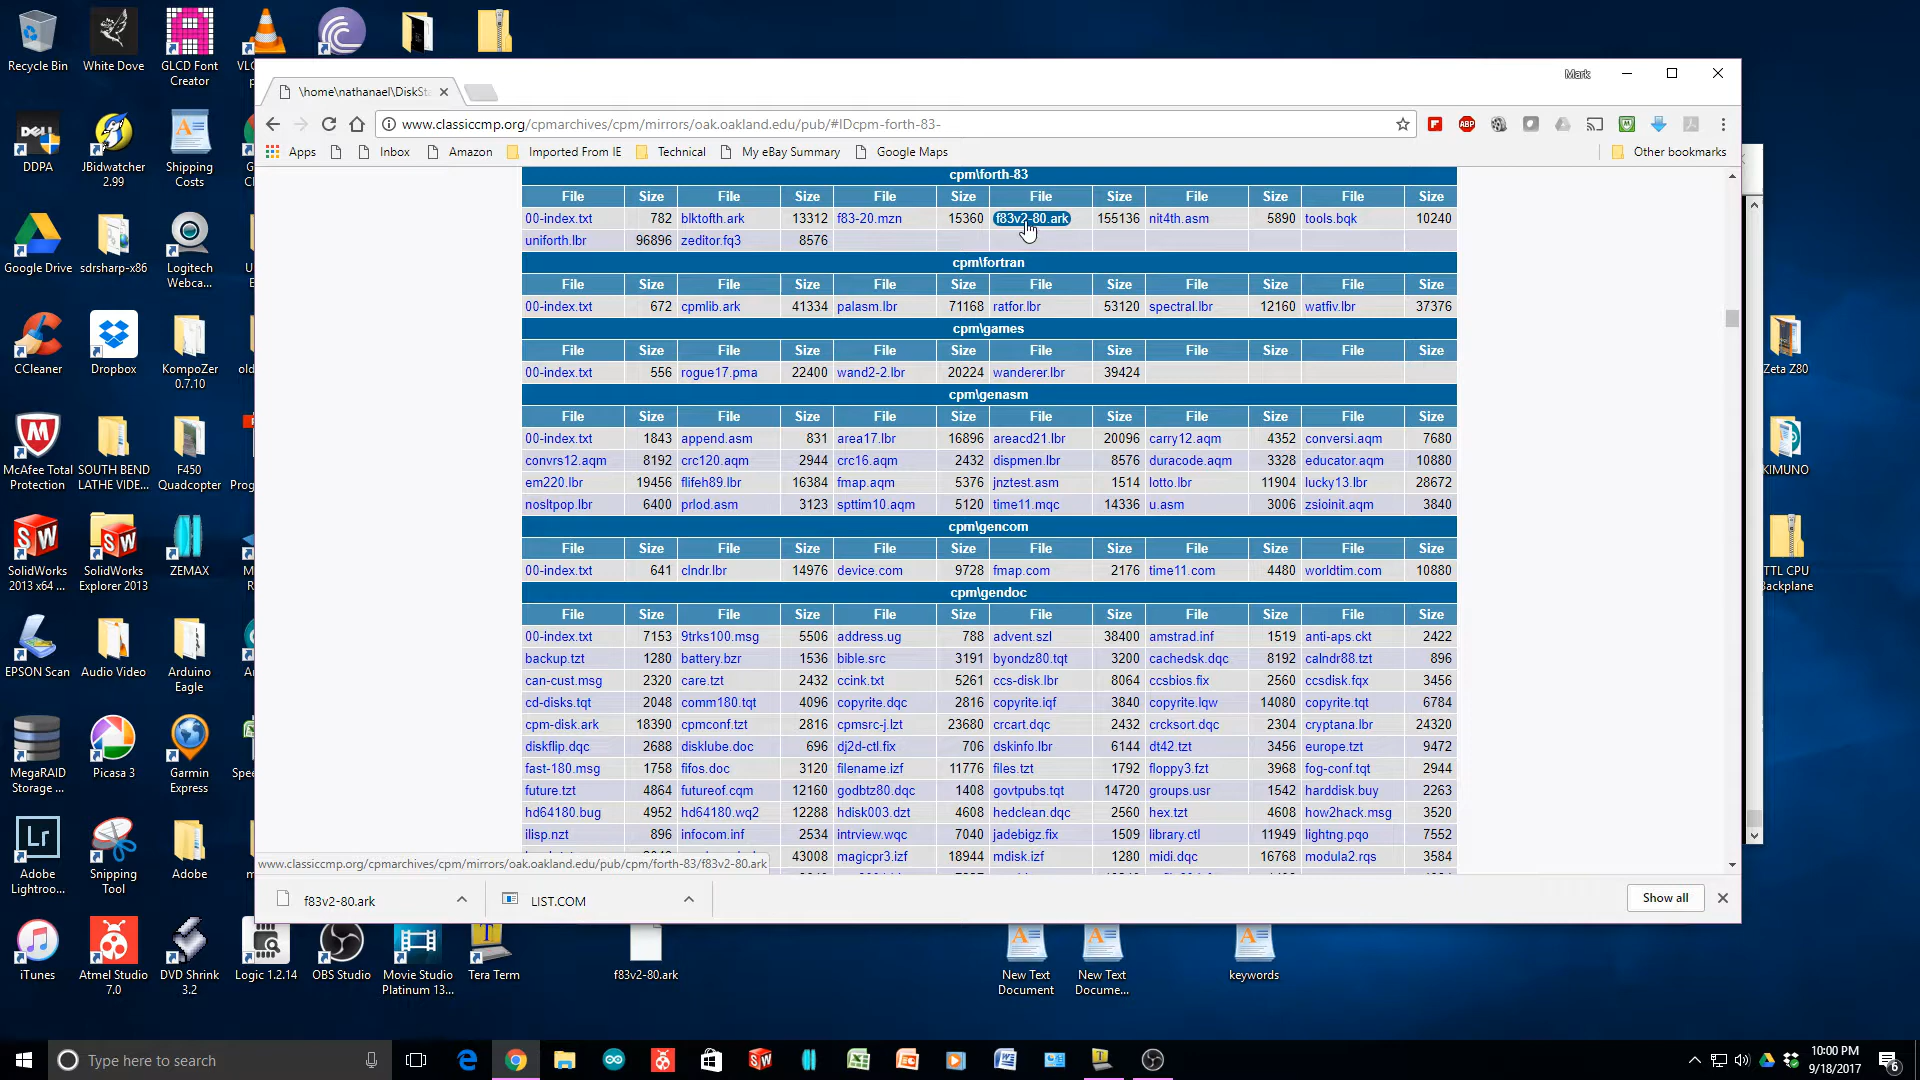 Recycle Bin
White Dove
GLCD Font Creator
Mark
\home\nathanael\DiskSt
www.classiccmp.org/cpmarchives/cpm/mirrors/oak.oakland.edu/pub/#IDcpm-forth-83-
Apps Inbox Amazon Imported From IE Technical My eBay Summary Google Maps Other bookmarks
cpm\forth-83
File Size File Size File Size File Size File Size File Size
00-index.txt 782 blktofth.ark 13312 f83-20.mzn 15360 f83v2-80.ark 155136 nit4th.asm 5890 tools.bqk 10240
uniforth.lbr 96896 zeditor.fq3 8576
cpm\fortran
File Size File Size File Size File Size File Size File Size
00-index.txt 672 cpmlib.ark 41334 palasm.lbr 71168 ratfor.lbr 53120 spectral.lbr 12160 watfiv.lbr 37376
cpm\games
File Size File Size File Size File Size File Size File Size
00-index.txt 556 rogue17.pma 22400 wand2-2.lbr 20224 wanderer.lbr 39424
cpm\genasm
File Size File Size File Size File Size File Size File Size
00-index.txt 1843 append.asm 831 area17.lbr 16896 areacd21.lbr 20096 carry12.aqm 4352 conversi.aqm 7680
convrs12.aqm 8192 crc120.aqm 2944 crc16.aqm 2432 dispmen.lbr 8576 duracode.aqm 3328 educator.aqm 10880
em220.lbr 19456 flifeh89.lbr 16384 fmap.aqm 5376 jnztest.asm 1514 lotto.lbr 11904 lucky13.lbr 28672
nosltpop.lbr 6400 prlod.asm 3123 spttim10.aqm 5120 time11.mqc 14336 u.asm 3006 zsioinit.aqm 3840
cpm\gencom
File Size File Size File Size File Size File Size File Size
00-index.txt 641 clndr.lbr 14976 device.com 9728 fmap.com 2176 time11.com 4480 worldtim.com 10880
cpm\gendoc
File Size File Size File Size File Size File Size File Size
00-index.txt 7153 9trks100.msg 5506 address.ug 788 advent.szl 38400 amstrad.inf 1519 anti-aps.ckt 2422
backup.tzt 1280 battery.bzr 1536 bible.src 3191 byondz80.tqt 3200 cachedsk.dqc 8192 calndr88.tzt 896
can-cust.msg 2320 care.tzt 2432 ccink.txt 5261 ccs-disk.lbr 8064 ccsbios.fix 2560 ccsdisk.fqx 3456
cd-disks.tqt 2048 comm180.tqt 4096 copyrite.dqc 2816 copyrite.iqf 3840 copyrite.lqw 14080 copyrite.tqt 6784
cpm-disk.ark 18390 cpmconf.tzt 2816 cpmsrc-j.lzt 23680 crcart.dqc 2432 crcksort.dqc 2304 cryptana.lbr 24320
diskflip.dqc 2688 disklube.doc 696 dj2d-ctl.fix 706 dskinfo.lbr 6144 dt42.tzt 3456 europe.tzt 9472
fast-180.msg 1758 fifos.doc 3120 filename.izf 11776 files.tzt 1792 floppy3.fzt 3968 fog-conf.tqt 2944
future.tzt 4864 futureof.cqm 12160 godbtz80.dqc 1408 govtpubs.tqt 14720 groups.usr 1542 harddisk.buy 2263
hd64180.bug 4952 hd64180.wq2 12288 hdisk003.dzt 4608 hedclean.dqc 2560 hex.tzt 4608 how2hack.msg 3520
ilisp.nzt 896 infocom.inf 2534 intrview.wqc 7040 jadebigz.fix 1509 library.ctl 11949 lightng.pqo 7552
43008 magicpr3.izf 18944 mdisk.izf 1280 midi.dqc 16768 modula2.rqs 3584
www.classiccmp.org/cpmarchives/cpm/mirrors/oak.oakland.edu/pub/cpm/forth-83/f83v2-80.ark
f83v2-80.ark LIST.COM Show all
DDPA
JBidwatcher 2.99
Shipping Costs
Google Drive
sdrsharp-x86
Logitech Webca...
CCleaner
Dropbox
KompoZer 0.7.10
McAfee Total Protection
SOUTH BEND LATHE VIDE...
F450 Quadcopter
SolidWorks 2013 x64 ...
SolidWorks Explorer 2013
ZEMAX
EPSON Scan
Audio Video
Arduino Eagle
MegaRAID Storage ...
Picasa 3
Garmin Express
Adobe Lightroo...
Snipping Tool
Adobe
iTunes
Atmel Studio 7.0
DVD Shrink 3.2
Logic 1.2.14
OBS Studio
Movie Studio Platinum 13...
Tera Term
f83v2-80.ark
New Text Document
New Text Docume...
keywords
Zeta Z80
KIMUNO
TTL CPU Backplane
Type here to search
10:00 PM
9/18/2017
6